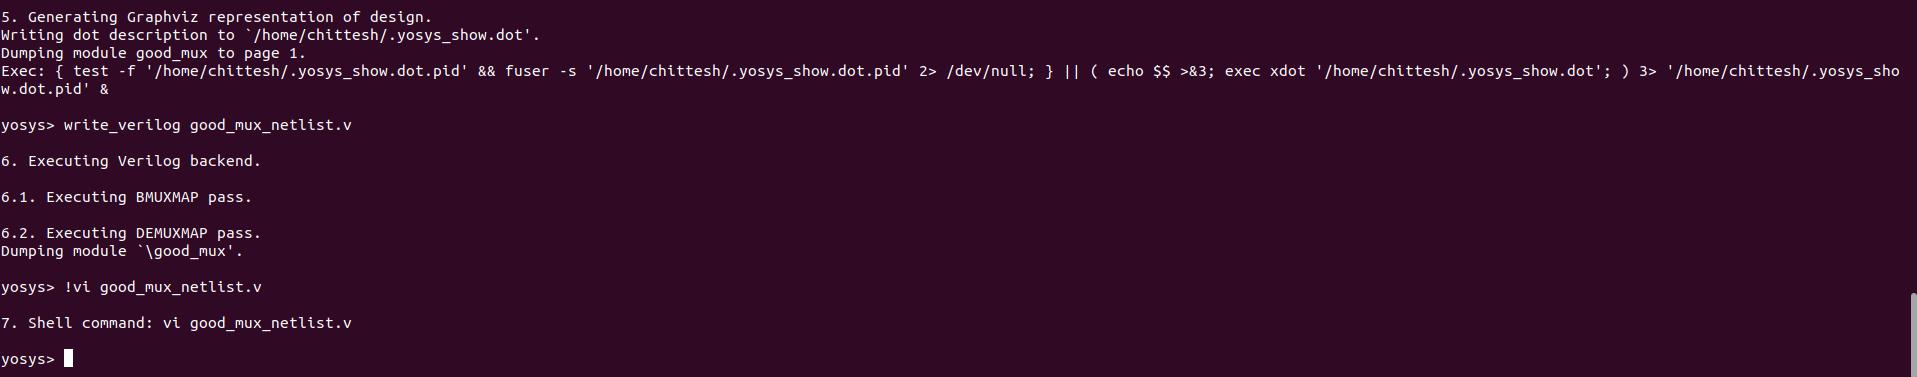 5. Generating Graphviz representation of design.
Writing dot description to `/home/chittesh/.yosys_show.dot'.
Dumping module good_mux to page 1.
Exec: { test -f '/home/chittesh/.yosys_show.dot.pid' && fuser -s '/home/chittesh/.yosys_show.dot.pid' 2> /dev/null; } || ( echo $$ >&3; exec xdot '/home/chittesh/.yosys_show.dot'; ) 3> '/home/chittesh/.yosys_sho
w.dot.pid' &
yosys> write_verilog good_mux_netlist.v
6. Executing Verilog backend.
6.1. Executing BMUXMAP pass.
6.2. Executing DEMUXMAP pass.
Dumping module `\good_mux'.
yosys> !vi good_mux_netlist.v
7. Shell command: vi good_mux_netlist.v
yosys>